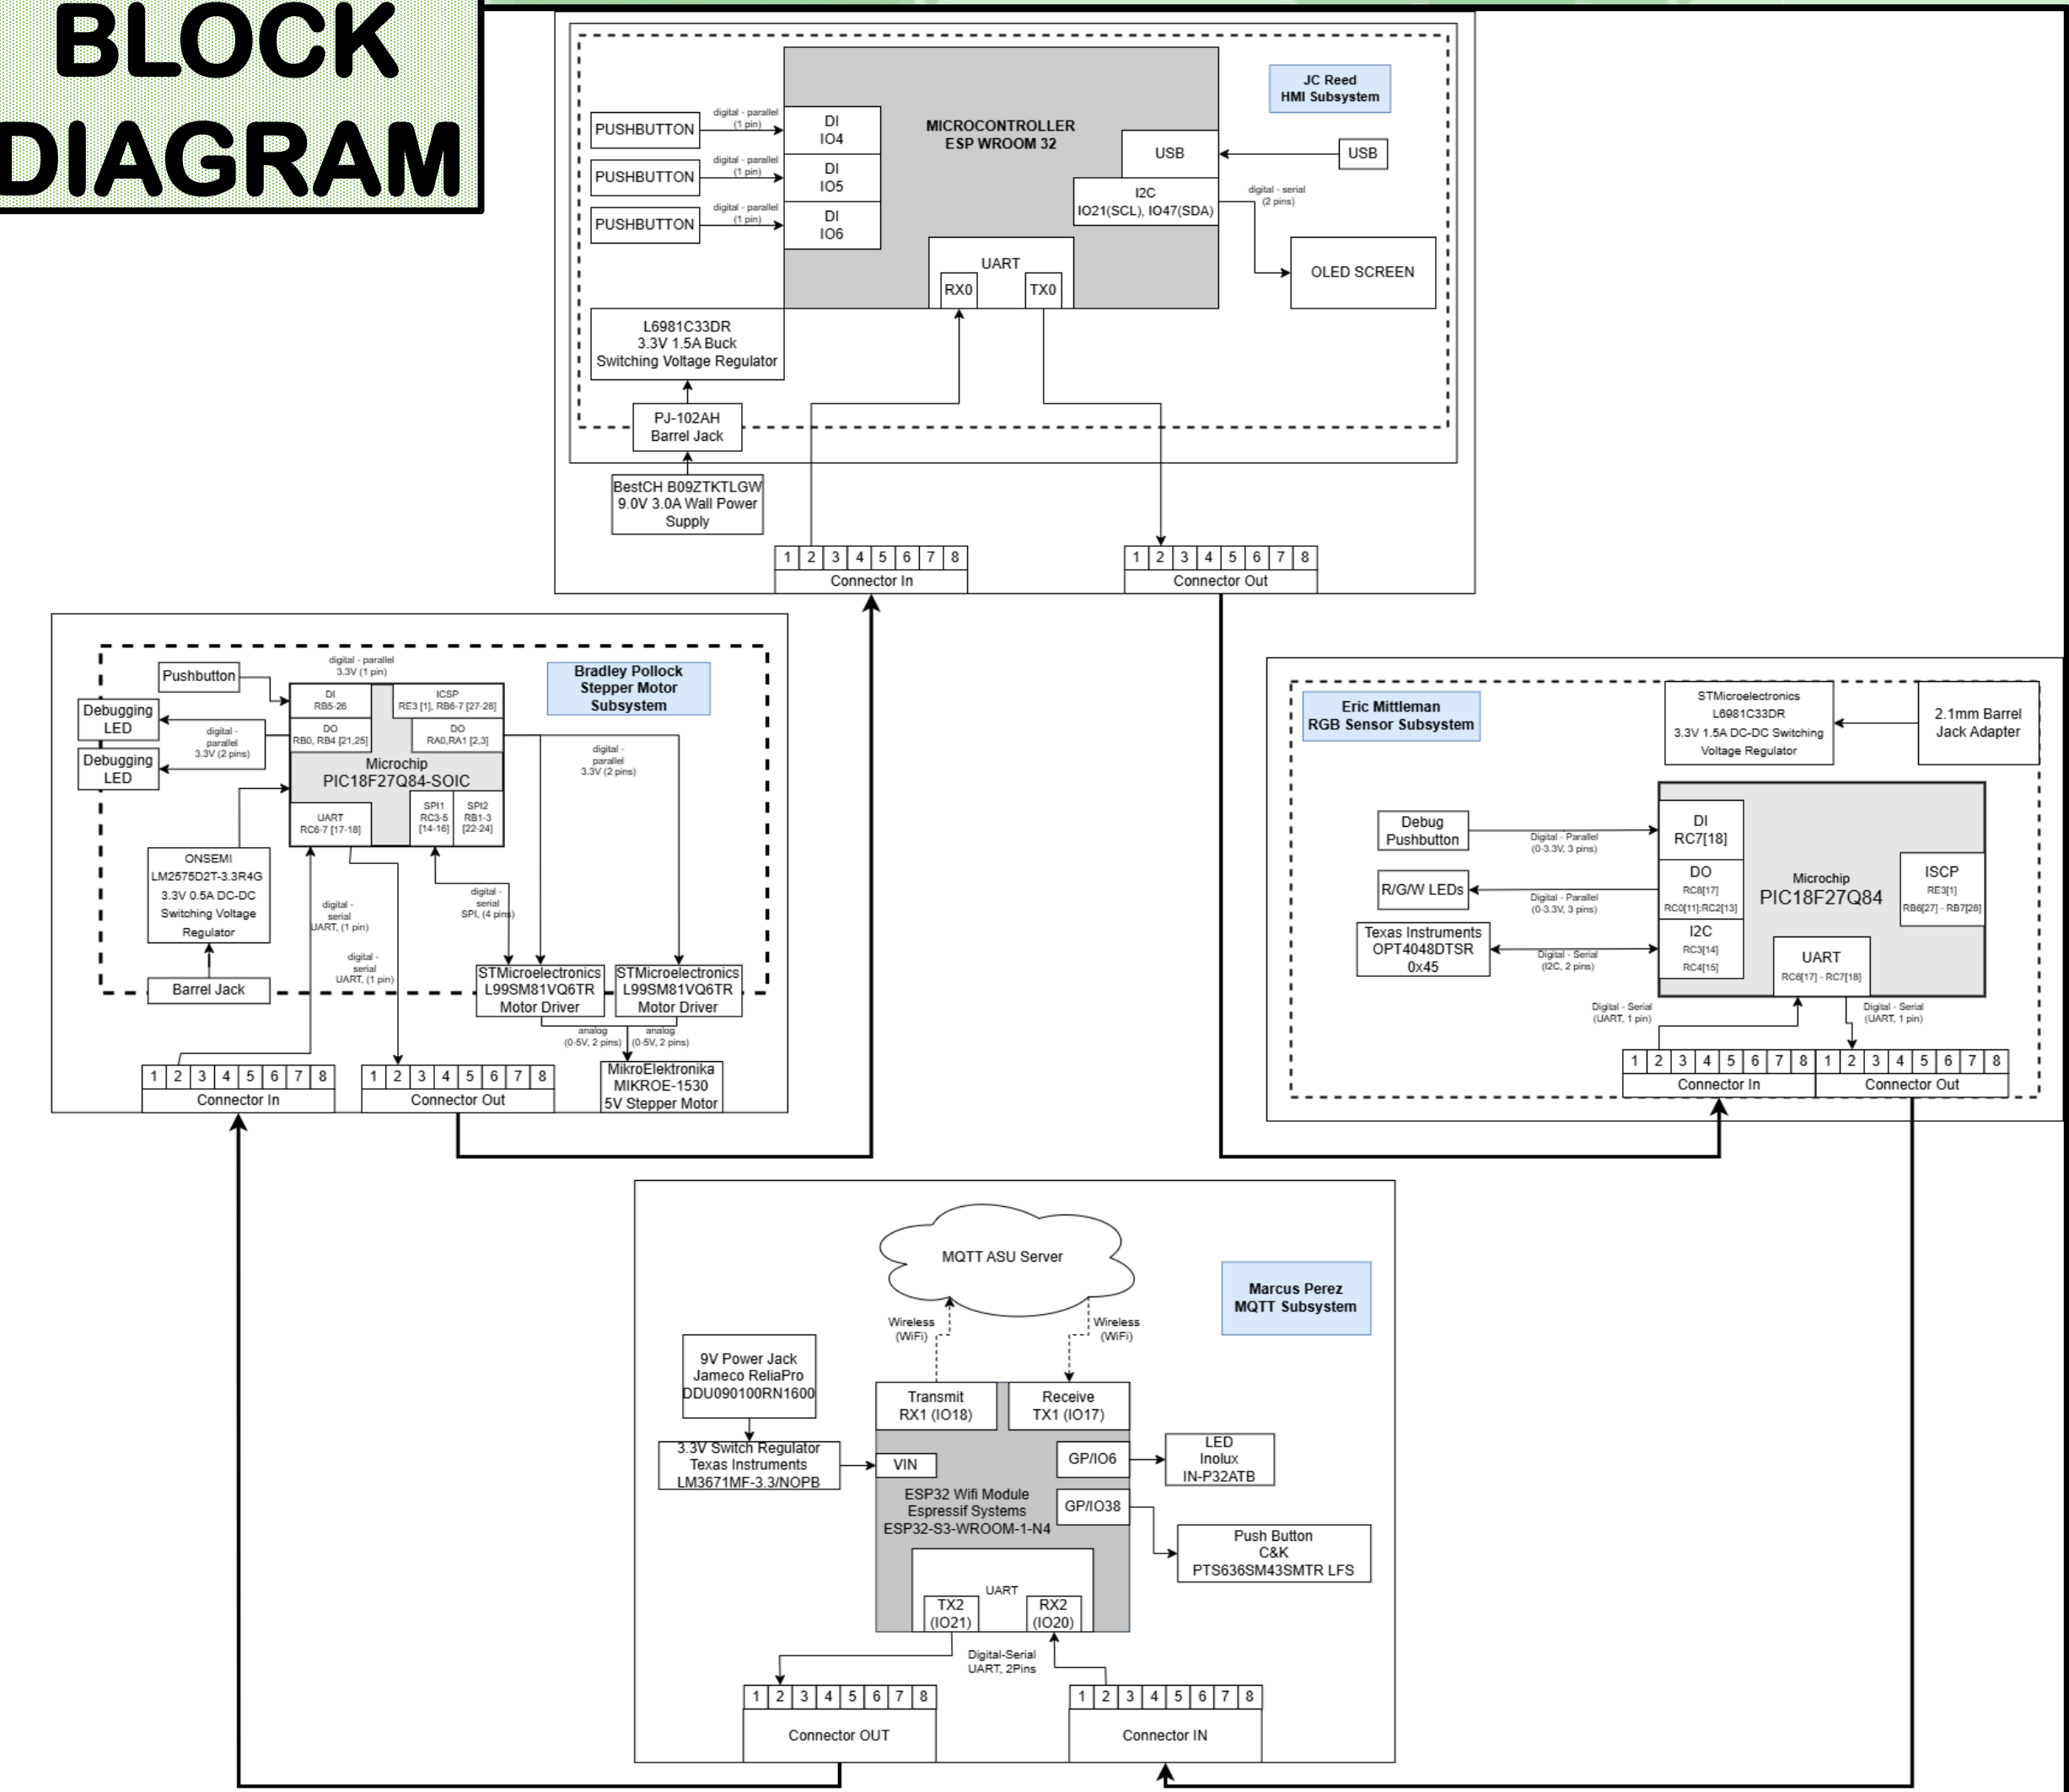 BLOCK
DIAGRAM
JC Reed
HMI Subsystem
MICROCONTROLLER
ESP WROOM 32
PUSHBUTTON
digital - parallel
(1 pin)
DI
IO4
PUSHBUTTON
digital - parallel
(1 pin)
DI
IO5
PUSHBUTTON
digital - parallel
(1 pin)
DI
IO6
USB
USB
I2C
IO21(SCL), IO47(SDA)
digital - serial
(2 pins)
OLED SCREEN
UART
RX0
TX0
L6981C33DR
3.3V 1.5A Buck
Switching Voltage Regulator
PJ-102AH
Barrel Jack
BestCH B09ZTKTLGW
9.0V 3.0A Wall Power
Supply
1 2 3 4 5 6 7 8
Connector In
1 2 3 4 5 6 7 8
Connector Out
Bradley Pollock
Stepper Motor
Subsystem
digital - parallel
3.3V (1 pin)
Pushbutton
Debugging
LED
Debugging
LED
digital -
parallel
3.3V (2 pins)
DI
RB5-26
ICSP
RE3 [1], RB6-7 [27-28]
DO
RB0, RB4 [21,25]
DO
RA0,RA1 [2,3]
Microchip
PIC18F27Q84-SOIC
UART
RC6-7 [17-18]
SPI1
RC3-5
[14-16]
SPI2
RB1-3
[22-24]
digital -
parallel
3.3V (2 pins)
ONSEMI
LM2575D2T-3.3R4G
3.3V 0.5A DC-DC
Switching Voltage
Regulator
Barrel Jack
digital -
serial
UART, (1 pin)
digital -
serial
UART, (1 pin)
digital -
serial
SPI, (4 pins)
STMicroelectronics
L99SM81VQ6TR
Motor Driver
STMicroelectronics
L99SM81VQ6TR
Motor Driver
analog
(0-5V, 2 pins)
analog
(0-5V, 2 pins)
MikroElektronika
MIKROE-1530
5V Stepper Motor
1 2 3 4 5 6 7 8
Connector In
1 2 3 4 5 6 7 8
Connector Out
Eric Mittleman
RGB Sensor Subsystem
STMicroelectronics
L6981C33DR
3.3V 1.5A DC-DC Switching
Voltage Regulator
2.1mm Barrel
Jack Adapter
Debug
Pushbutton
Digital - Parallel
(0-3.3V, 3 pins)
DI
RC7[18]
R/G/W LEDs
Digital - Parallel
(0-3.3V, 3 pins)
DO
RC6[17]
RC0[11]:RC2[13]
Texas Instruments
OPT4048DTSR
0x45
Digital - Serial
(I2C, 2 pins)
I2C
RC3[14]
RC4[15]
Microchip
PIC18F27Q84
ISCP
RE3[1]
RB6[27] - RB7[28]
UART
RC6[17] - RC7[18]
Digital - Serial
(UART, 1 pin)
Digital - Serial
(UART, 1 pin)
1 2 3 4 5 6 7 8
Connector In
1 2 3 4 5 6 7 8
Connector Out
MQTT ASU Server
Marcus Perez
MQTT Subsystem
Wireless
(WiFi)
Wireless
(WiFi)
9V Power Jack
Jameco ReliaPro
DDU090100RN1600
3.3V Switch Regulator
Texas Instruments
LM3671MF-3.3/NOPB
Transmit
RX1 (IO18)
Receive
TX1 (IO17)
VIN
GP/IO6
LED
Inolux
IN-P32ATB
ESP32 Wifi Module
Espressif Systems
ESP32-S3-WROOM-1-N4
GP/IO38
Push Button
C&K
PTS636SM43SMTR LFS
UART
TX2
(IO21)
RX2
(IO20)
Digital-Serial
UART, 2Pins
1 2 3 4 5 6 7 8
Connector OUT
1 2 3 4 5 6 7 8
Connector IN